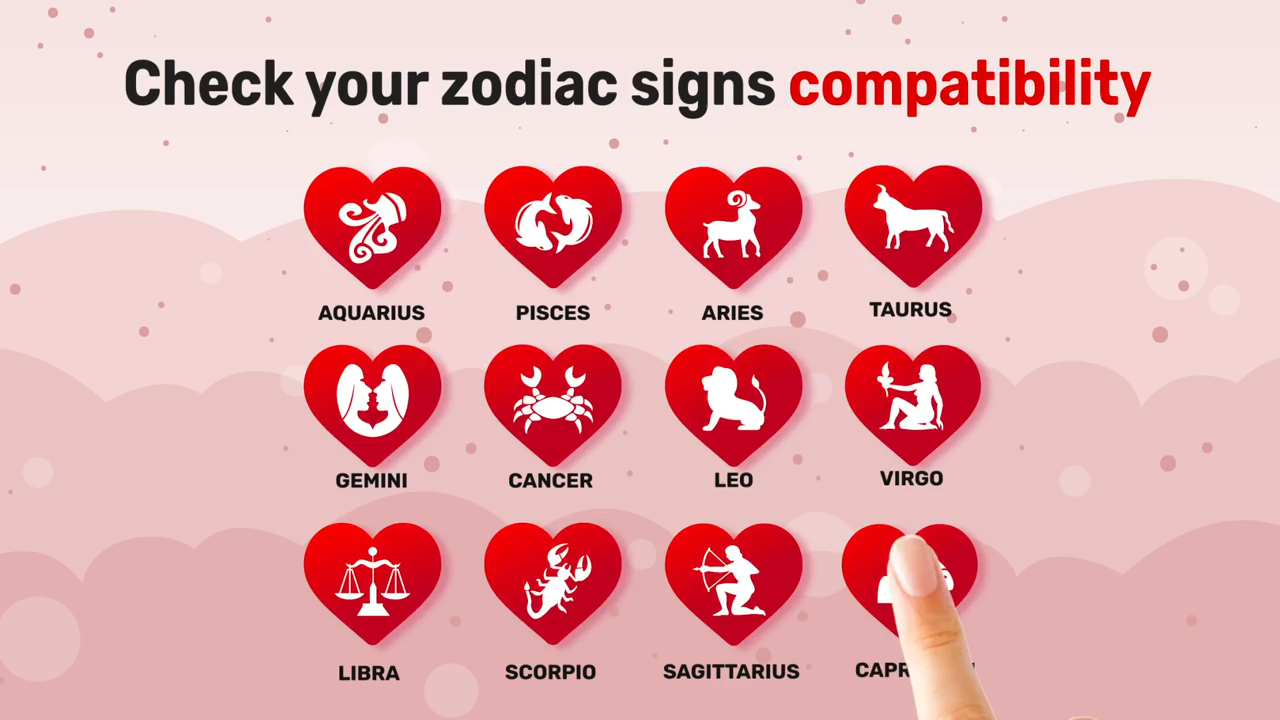 Check your zodiac signs compatibility
AQUARIUS PISCES ARIES TAURUS
GEMINI CANCER LEO VIRGO
LIBRA SCORPIO SAGITTARIUS